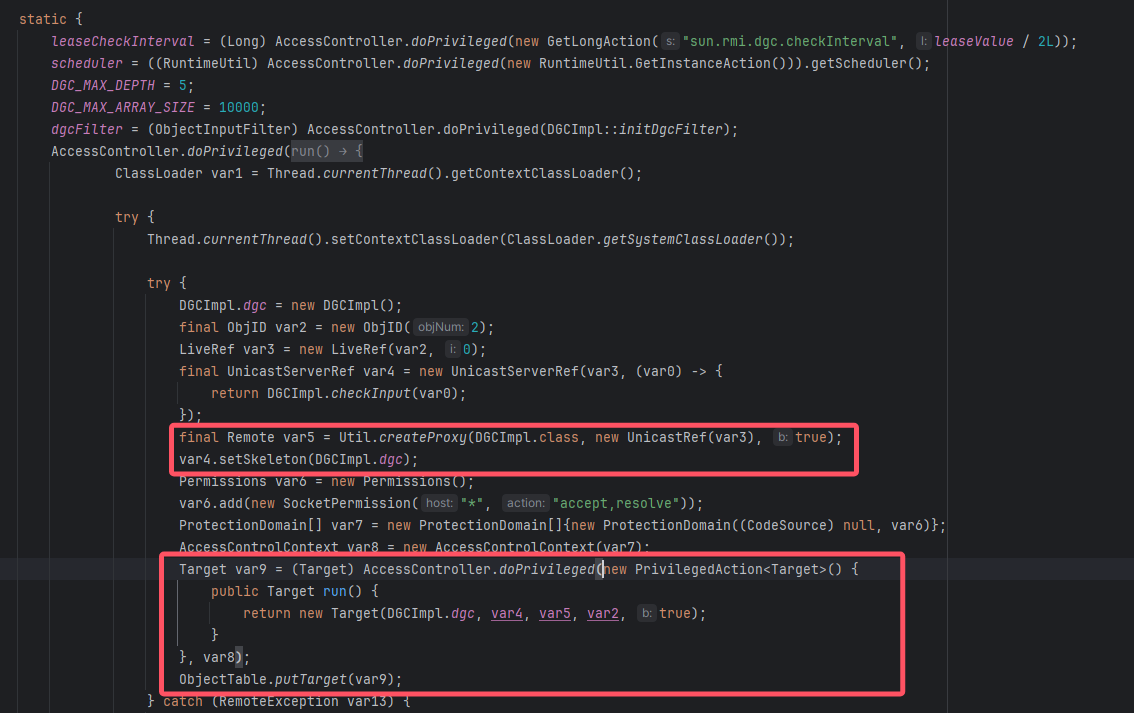 static {
leaseCheckInterval = (Long) AccessController.doPrivileged(new GetLongAction( s: "sun.rmi.dgc.checkInterval", l: leaseValue / 2L));
scheduler = ((RuntimeUtil) AccessController.doPrivileged(new RuntimeUtil.GetInstanceAction())).getScheduler();
DGC_MAX_DEPTH = 5;
DGC_MAX_ARRAY_SIZE = 10000;
dgcFilter = (ObjectInputFilter) AccessController.doPrivileged(DGCImpl::initDgcFilter);
AccessController.doPrivileged(run() → {
ClassLoader var1 = Thread.currentThread().getContextClassLoader();
try {
Thread.currentThread().setContextClassLoader(ClassLoader.getSystemClassLoader());
try {
DGCImpl.dgc = new DGCImpl();
final ObjID var2 = new ObjID( objNum: 2);
LiveRef var3 = new LiveRef(var2, i: 0);
final UnicastServerRef var4 = new UnicastServerRef(var3, (var0) -> {
return DGCImpl.checkInput(var0);
});
final Remote var5 = Util.createProxy(DGCImpl.class, new UnicastRef(var3), b: true);
var4.setSkeleton(DGCImpl.dgc);
Permissions var6 = new Permissions();
var6.add(new SocketPermission( host: "*", action: "accept,resolve"));
ProtectionDomain[] var7 = new ProtectionDomain[]{new ProtectionDomain((CodeSource) null, var6)};
AccessControlContext var8 = new AccessControlContext(var7);
Target var9 = (Target) AccessController.doPrivileged(new PrivilegedAction<Target>() {
public Target run() {
return new Target(DGCImpl.dgc, var4, var5, var2, b: true);
}
}, var8);
ObjectTable.putTarget(var9);
} catch (RemoteException var13) {